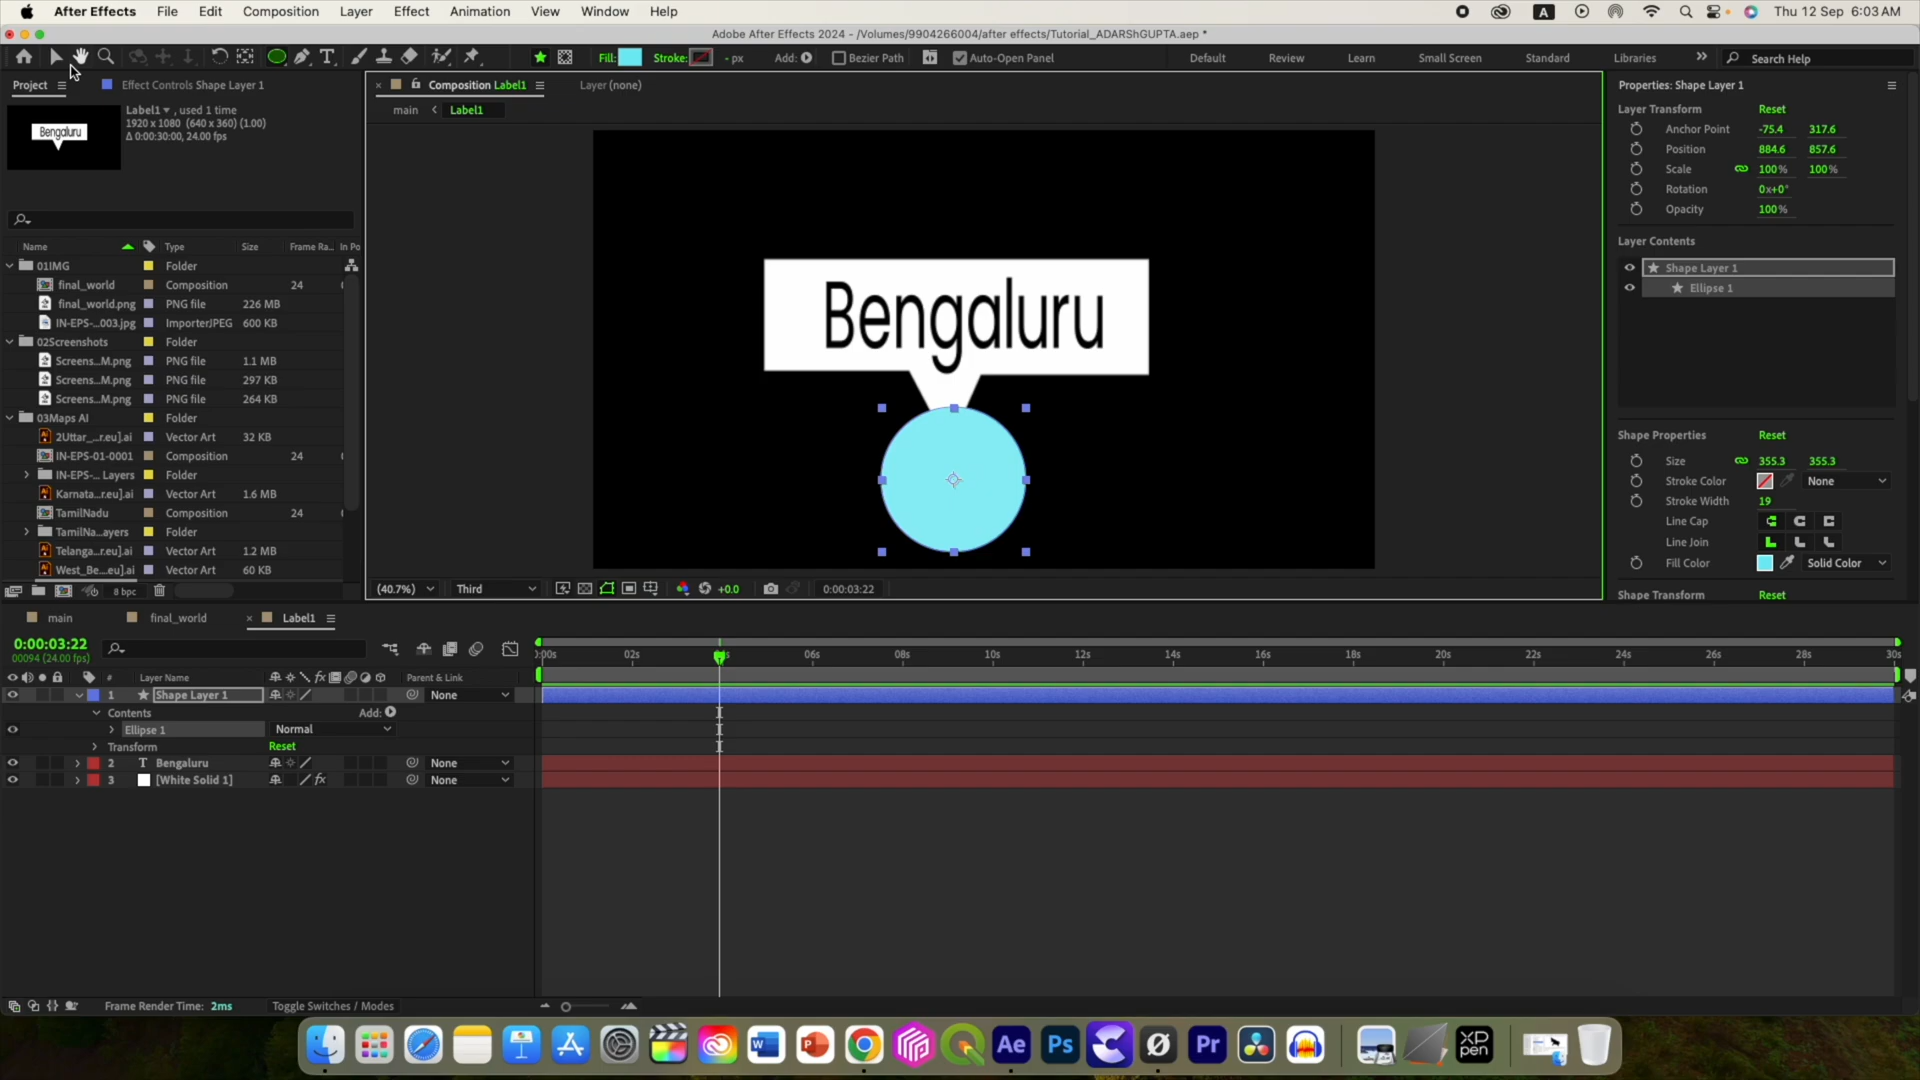 After Effects File Edit Composition Layer Effect Animation View Window Help A Thu 12 Sep 6:03 AM
Adobe After Effects 2024 - /Volumes/9904266004/after effects/Tutorial_ADARShGUPTA.aep *
Fill: Stroke: - px Add: Bezier Path Auto-Open Panel Default Review Learn Small Screen Standard Libraries Search Help
Project Effect Controls Shape Layer 1
Label1 , used 1 time
1920 x 1080 (640 x 360) (1.00)
Δ 0:00:30:00, 24.00 fps
Bengaluru
Name Type Size Frame Ra... In Po
01IMG Folder
final_world Composition 24
final_world.png PNG file 226 MB
IN-EPS-...003.jpg ImporterJPEG 600 KB
02Screenshots Folder
Screens...M.png PNG file 1.1 MB
Screens...M.png PNG file 297 KB
Screens...M.png PNG file 264 KB
03Maps AI Folder
2Uttar_...r.eu].ai Vector Art 32 KB
IN-EPS-01-0001 Composition 24
IN-EPS-... Layers Folder
Karnata...r.eu].ai Vector Art 1.6 MB
TamilNadu Composition 24
TamilNa...ayers Folder
Telanga...r.eu].ai Vector Art 1.2 MB
West_Be....eu].ai Vector Art 60 KB
8 bpc
Composition Label1 Layer (none)
main Label1
Bengaluru
(40.7%) Third +0.0 0:00:03:22
Properties: Shape Layer 1
Layer Transform Reset
Anchor Point -75.4 317.6
Position 884.6 857.6
Scale 100% 100%
Rotation 0x+0°
Opacity 100%
Layer Contents
Shape Layer 1
Ellipse 1
Shape Properties Reset
Size 355.3 355.3
Stroke Color None
Stroke Width 19
Line Cap
Line Join
Fill Color Solid Color
Shape Transform Reset
main final_world Label1
0:00:03:22
00094 (24.00 fps)
# Layer Name fx Parent & Link
1 Shape Layer 1 None
Contents Add:
Ellipse 1 Normal
Transform Reset
2 T Bengaluru None
3 [White Solid 1] fx None
:00s 02s 06s 08s 10s 12s 14s 16s 18s 20s 22s 24s 26s 28s 30s
Frame Render Time: 2ms Toggle Switches / Modes
W P Ae Ps Pr XP pen